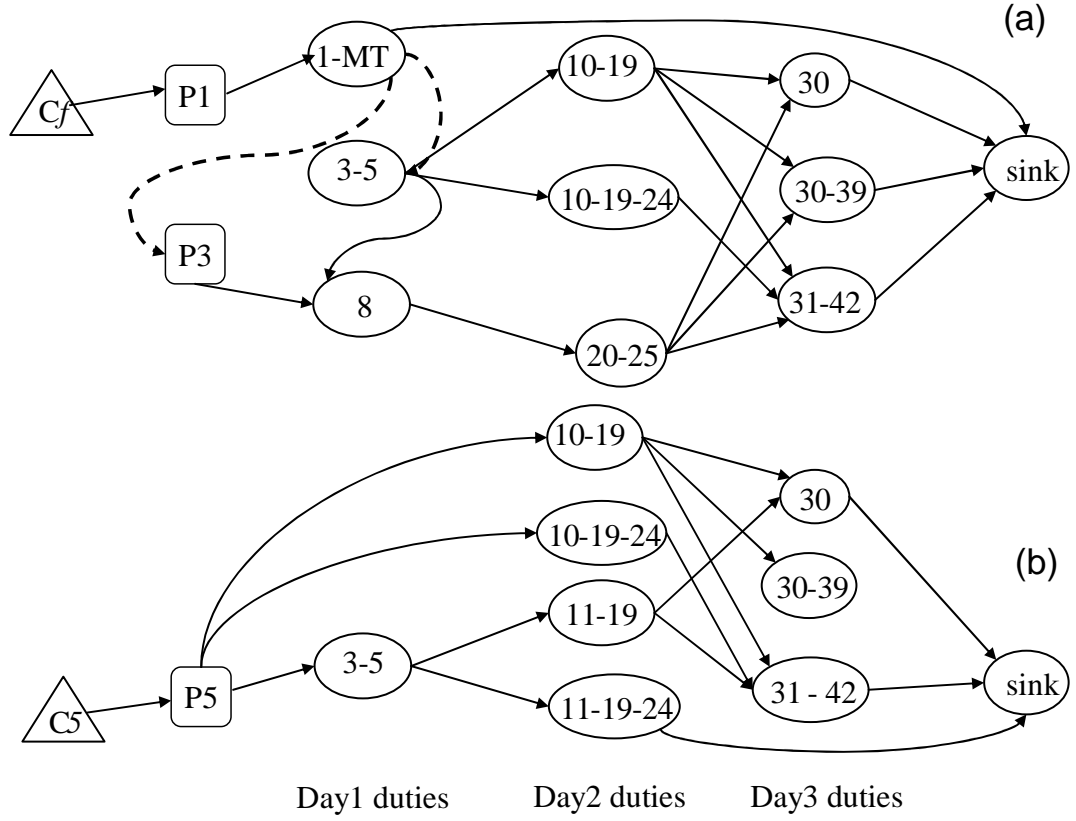 (a)
1-MT
10-19
30
Cf
P1
3-5
10-19-24
30-39
sink
P3
8
20-25
31-42
10-19
30
(b)
10-19-24
30-39
11-19
3-5
P5
C5
11-19-24
31 - 42
sink
Day1 duties
Day2 duties
Day3 duties